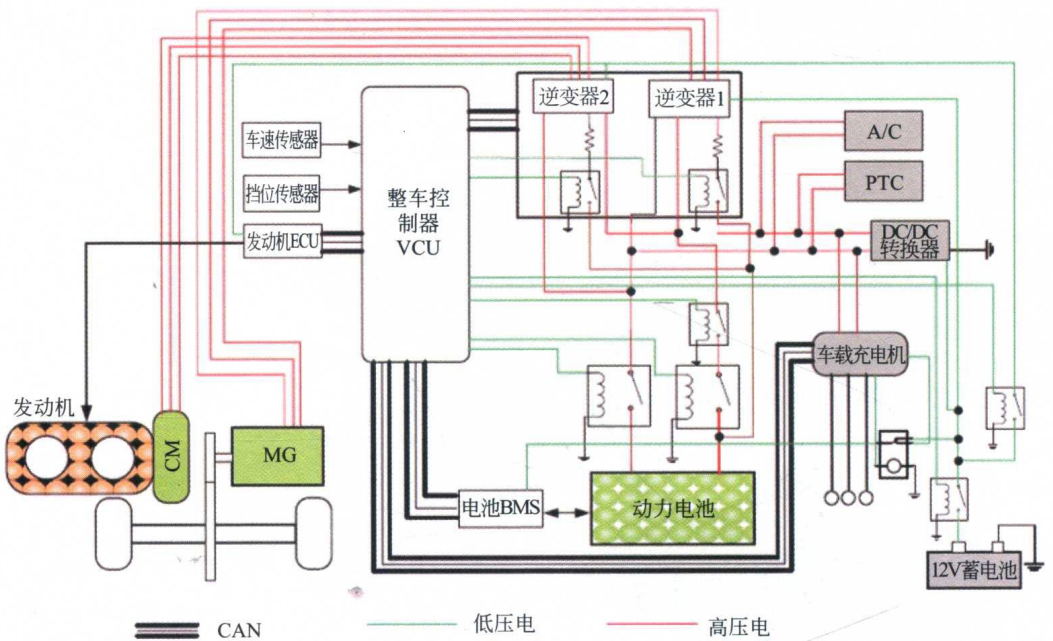 逆变器2
逆变器1
车速传感器
挡位传感器
发动机ECU
整车控
制器
VCU
A/C
PTC
DC/DC
转换器
车载充电机
发动机
CM
MG
电池BMS
动力电池
12V蓄电池
CAN
低压电
高压电